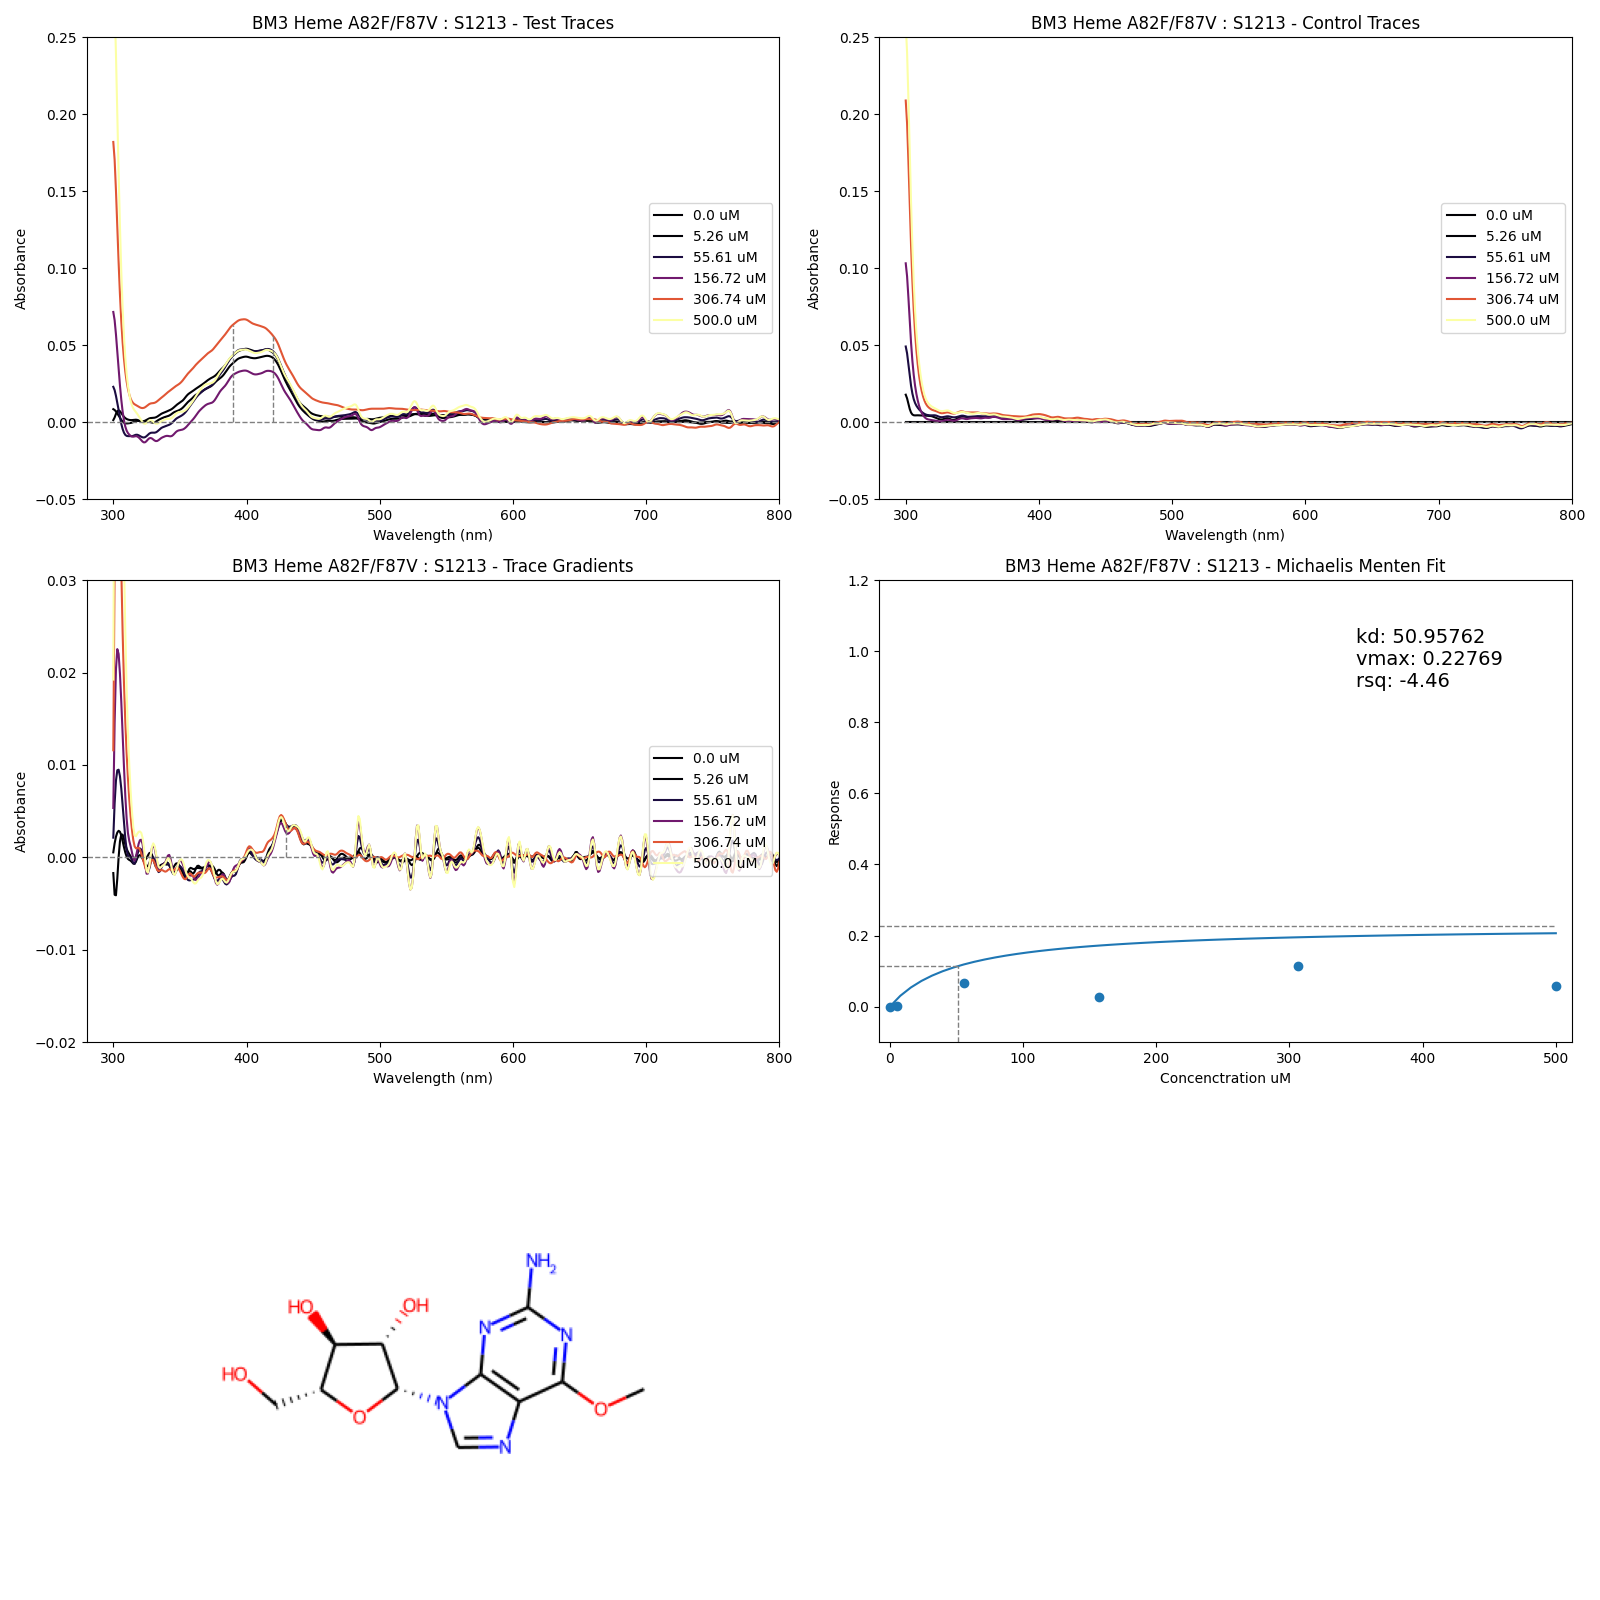 BM3 Heme A82F/F87V : S1213 - Test Traces
0.25
0.20
0.15
0.10
0.05
0.00
−0.05
Absorbance
300
400
500
600
700
800
Wavelength (nm)
0.0 uM
5.26 uM
55.61 uM
156.72 uM
306.74 uM
500.0 uM
BM3 Heme A82F/F87V : S1213 - Control Traces
0.25
0.20
0.15
0.10
0.05
0.00
−0.05
Absorbance
300
400
500
600
700
800
Wavelength (nm)
0.0 uM
5.26 uM
55.61 uM
156.72 uM
306.74 uM
500.0 uM
BM3 Heme A82F/F87V : S1213 - Trace Gradients
0.03
0.02
0.01
0.00
−0.01
−0.02
Absorbance
300
400
500
600
700
800
Wavelength (nm)
0.0 uM
5.26 uM
55.61 uM
156.72 uM
306.74 uM
500.0 uM
BM3 Heme A82F/F87V : S1213 - Michaelis Menten Fit
1.2
1.0
0.8
0.6
0.4
0.2
0.0
Response
kd: 50.95762
vmax: 0.22769
rsq: -4.46
0
100
200
300
400
500
Concenctration uM
NH2
HO
OH
N
N
HO
N
O
O
N